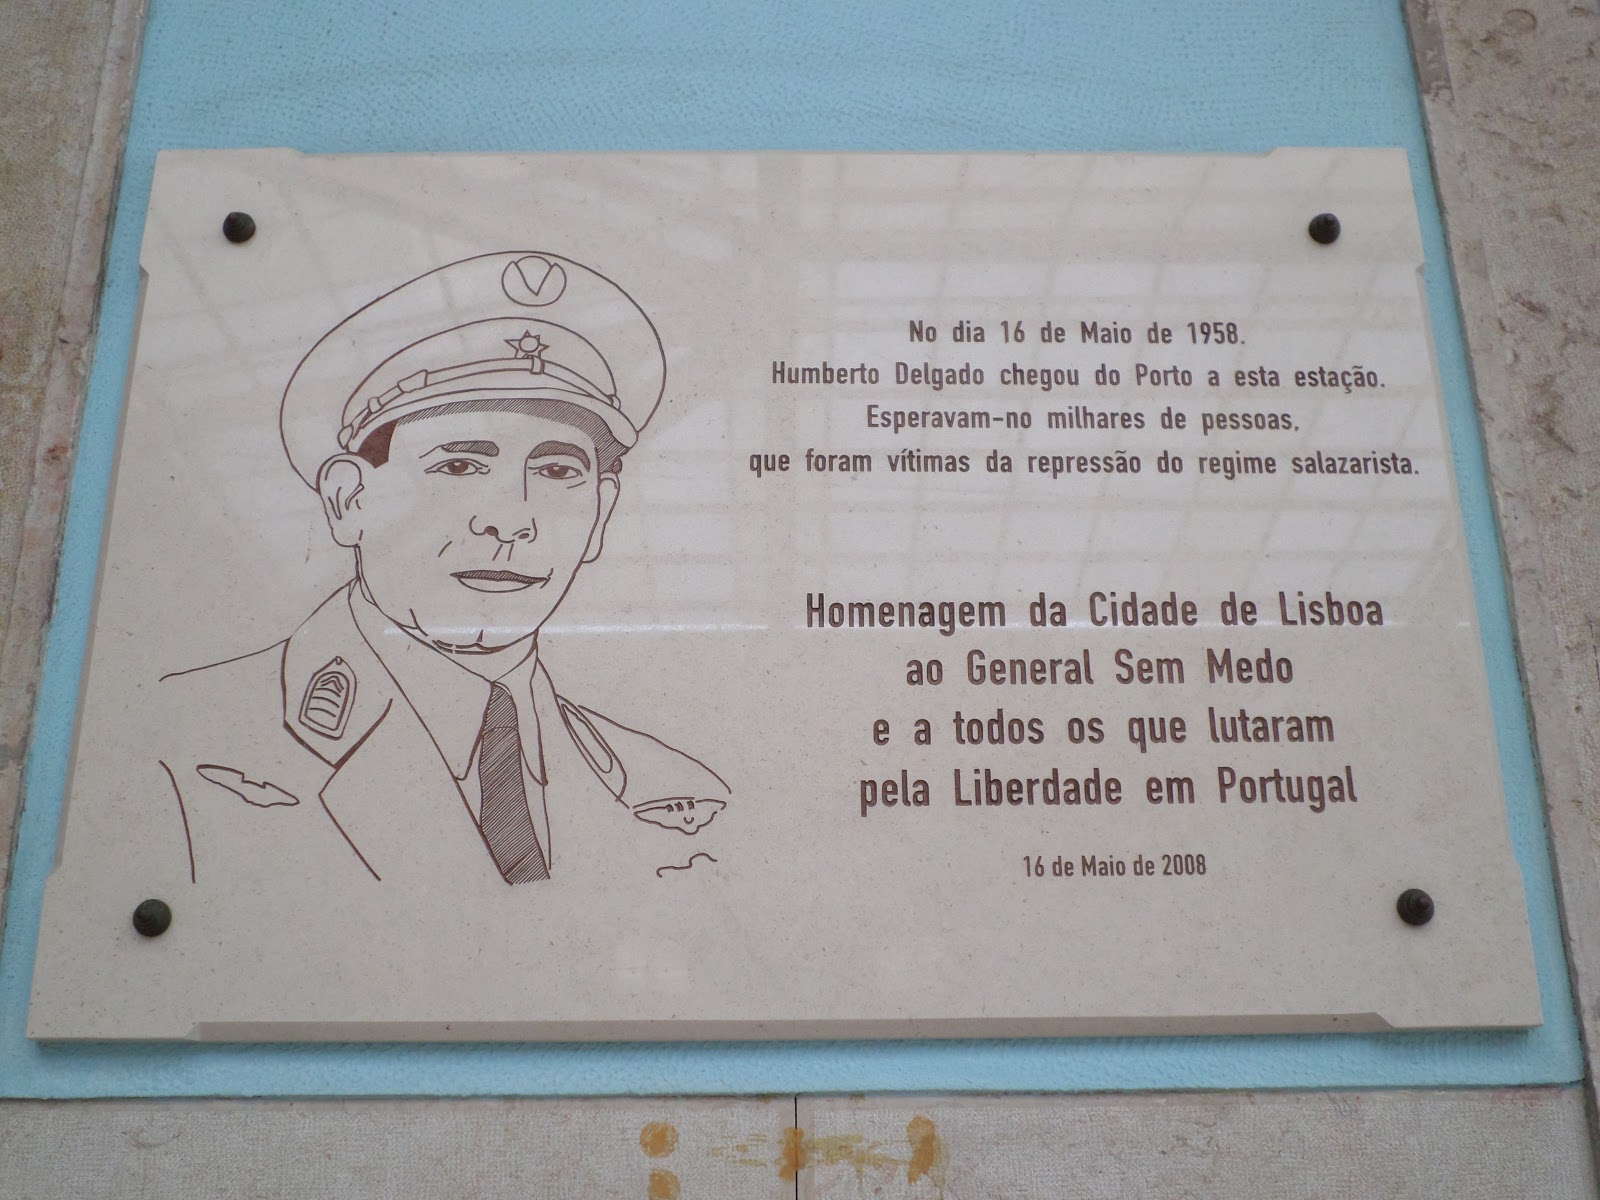 No dia 16 de Maio de 1958.
Humberto Delgado chegou do Porto a esta estação.
Esperavam-no milhares de pessoas,
que foram vítimas da repressão do regime salazarista.
Homenagem da Cidade de Lisboa
ao General Sem Medo
e a todos os que lutaram
pela Liberdade em Portugal
16 de Maio de 2008